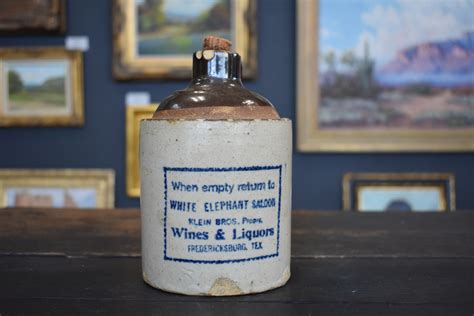 When empty return to
WHITE ELEPHANT SALOON
KLEIN BROS. Props.
Wines & Liquors
FREDERICKSBURG, TEX.